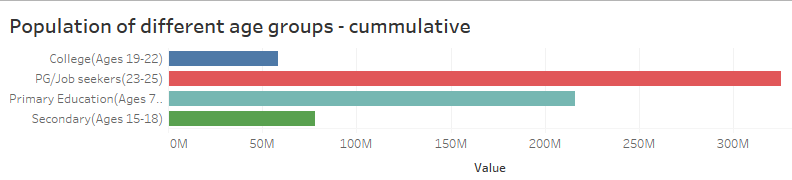 Population of different age groups - cummulative
College(Ages 19-22)
PG/Job seekers(23-25)
Primary Education(Ages 7..
Secondary(Ages 15-18)
0M 50M 100M 150M 200M 250M 300M
Value